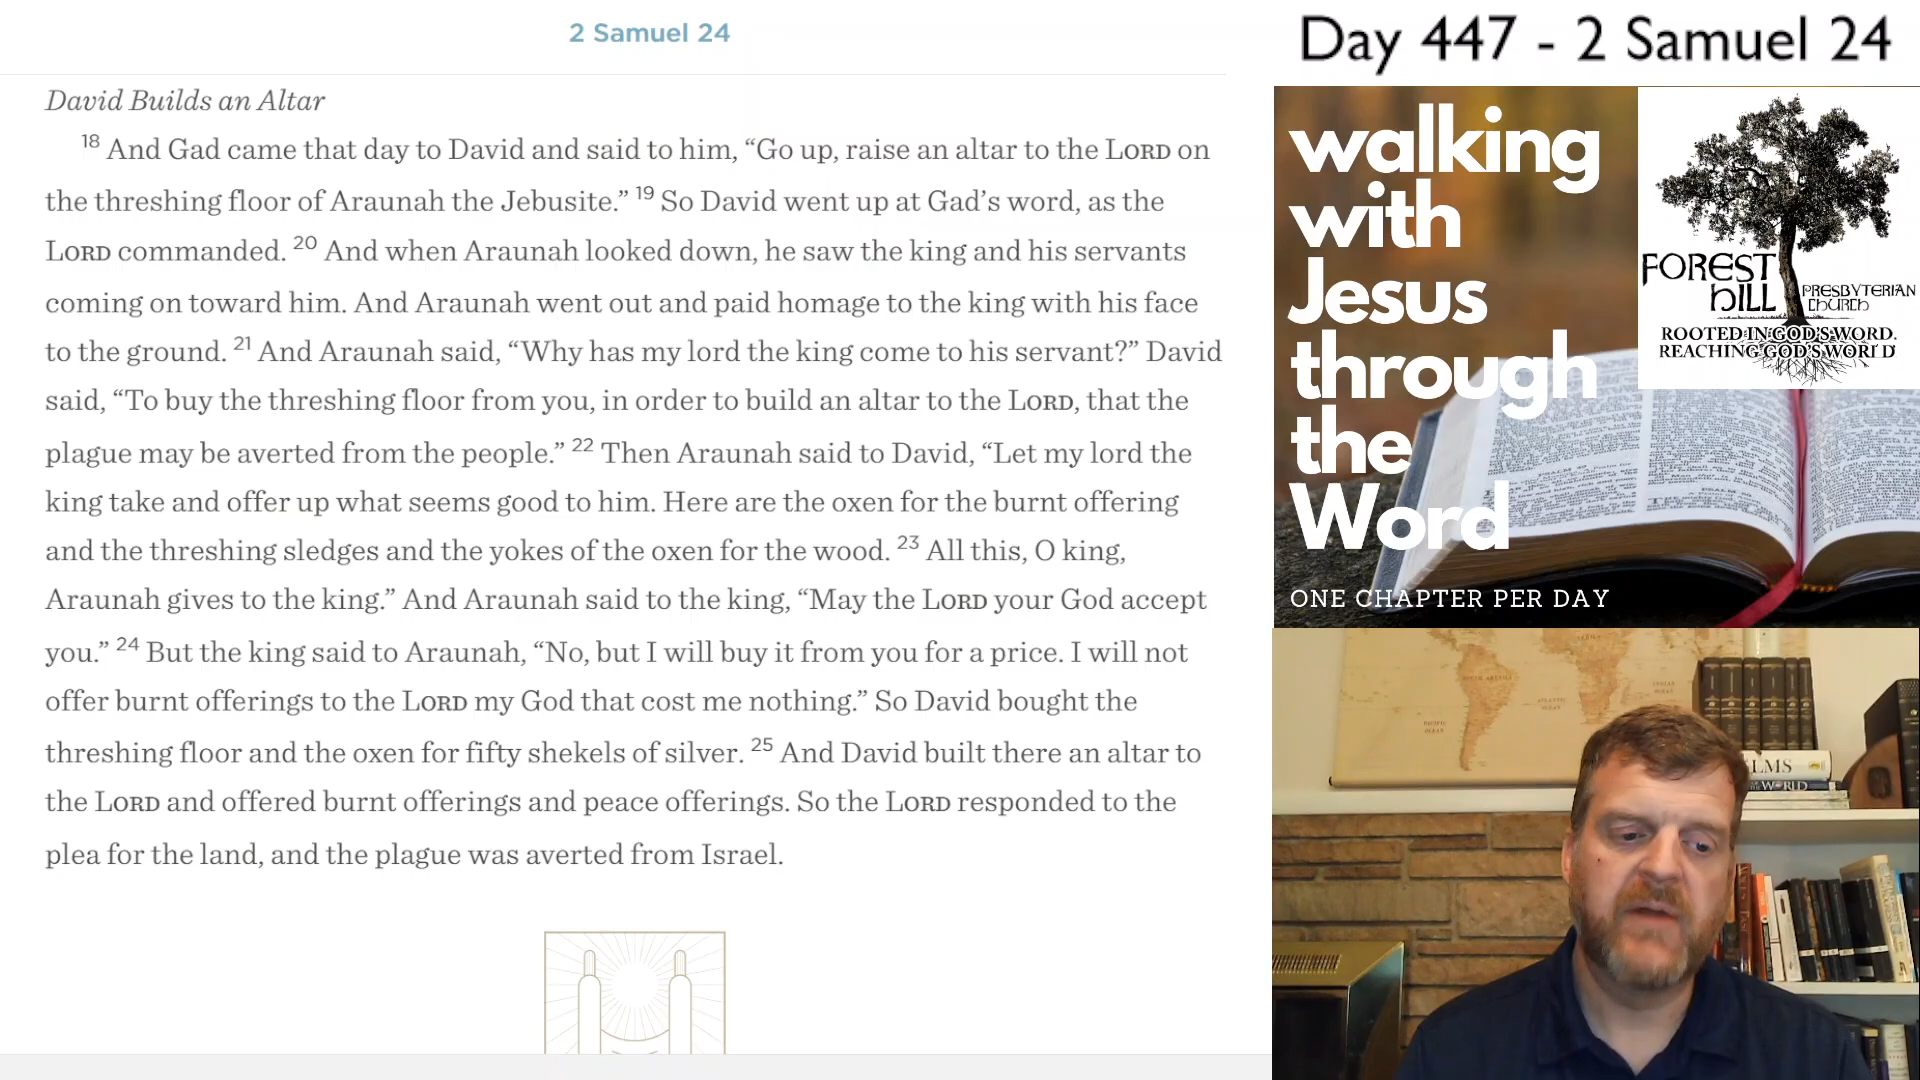 2 Samuel 24
David Builds an Altar
18 And Gad came that day to David and said to him, “Go up, raise an altar to the LORD on
the threshing floor of Araunah the Jebusite.” 19 So David went up at Gad’s word, as the
LORD commanded. 20 And when Araunah looked down, he saw the king and his servants
coming on toward him. And Araunah went out and paid homage to the king with his face
to the ground. 21 And Araunah said, “Why has my lord the king come to his servant?” David
said, “To buy the threshing floor from you, in order to build an altar to the LORD, that the
plague may be averted from the people.” 22 Then Araunah said to David, “Let my lord the
king take and offer up what seems good to him. Here are the oxen for the burnt offering
and the threshing sledges and the yokes of the oxen for the wood. 23 All this, O king,
Araunah gives to the king.” And Araunah said to the king, “May the LORD your God accept
you.” 24 But the king said to Araunah, “No, but I will buy it from you for a price. I will not
offer burnt offerings to the LORD my God that cost me nothing.” So David bought the
threshing floor and the oxen for fifty shekels of silver. 25 And David built there an altar to
the LORD and offered burnt offerings and peace offerings. So the LORD responded to the
plea for the land, and the plague was averted from Israel.
Day 447 - 2 Samuel 24
walking
with
Jesus
through
the
Word
ONE CHAPTER PER DAY
FOREST
HILL
PRESBYTERIAN
CHURCH
ROOTED IN GOD'S WORD.
REACHING GOD'S WORLD
SOUTH AMERICA
AFRICA
ATLANTIC
OCEAN
PACIFIC
OCEAN
INDIAN
OCEAN
LMS
WORLD